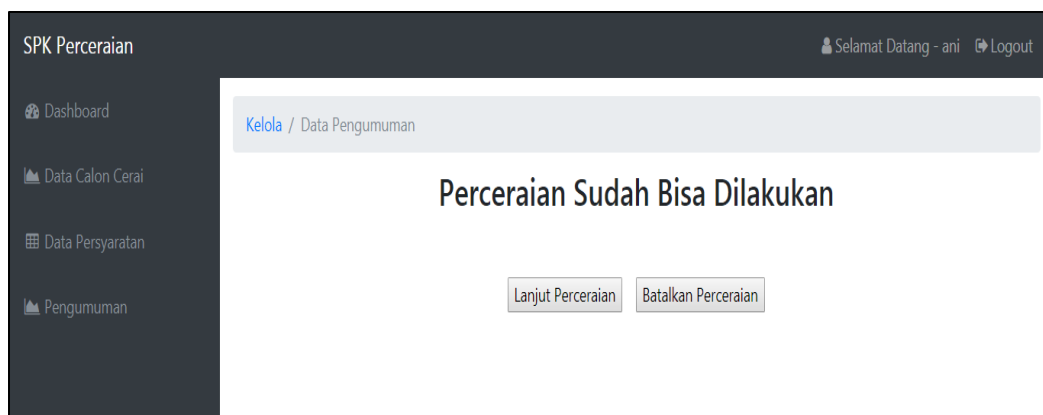 SPK Perceraian
Selamat Datang - ani Logout
Dashboard
Data Calon Cerai
Data Persyaratan
Pengumuman
Kelola / Data Pengumuman
Perceraian Sudah Bisa Dilakukan
Lanjut Perceraian Batalkan Perceraian